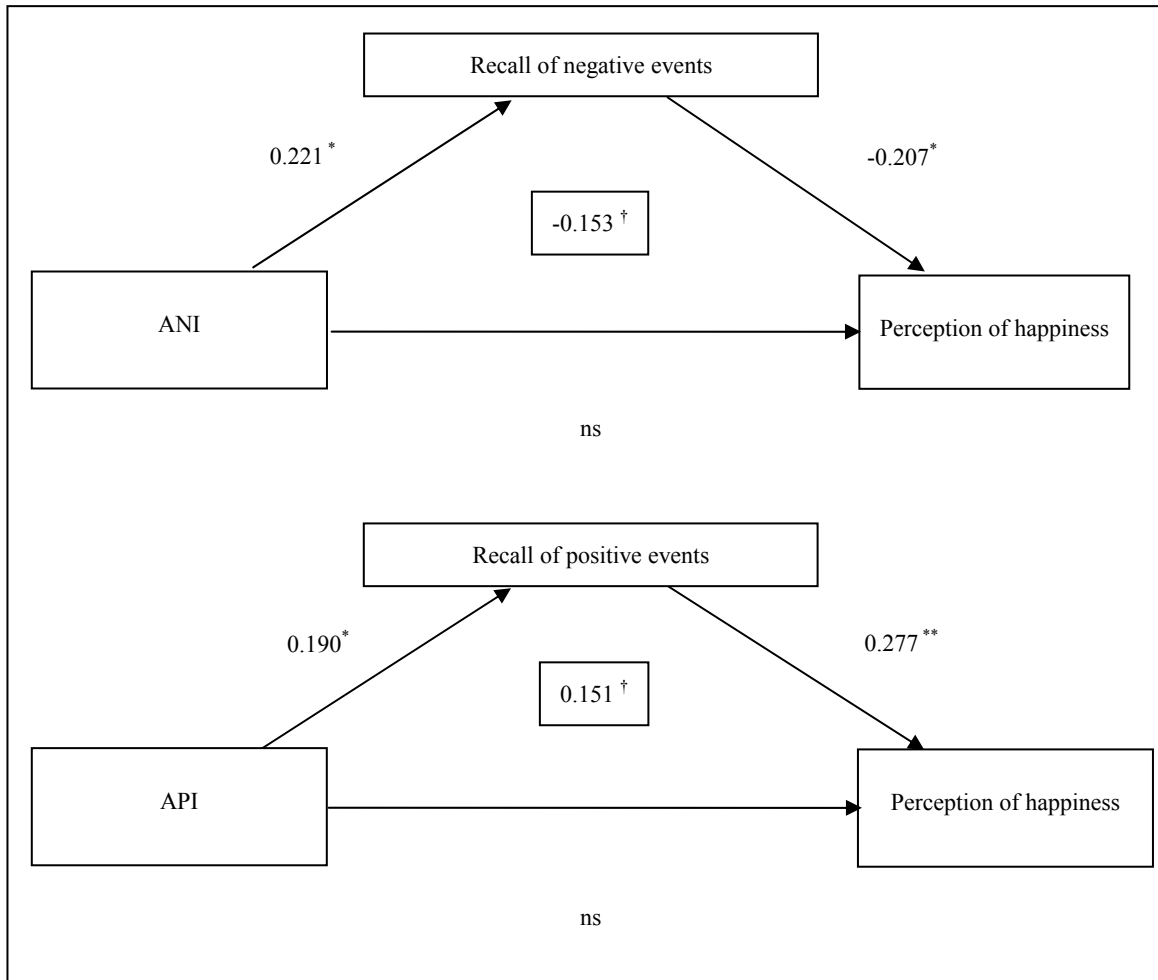 Recall of negative events
0.221 *
-0.207*
-0.153 †
ANI
Perception of happiness
ns
Recall of positive events
0.190*
0.277 **
0.151 †
API
Perception of happiness
ns